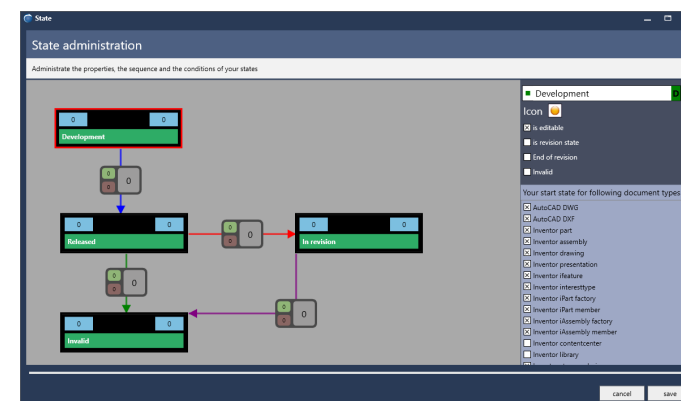 State
State administration
Administrate the properties, the sequence and the conditions of your states
0 0
Development
0 0
0
0 0
Released
0 0
0
0 0
In revision
0 0
0
0 0
0
0 0
Invalid
Development D
Icon
is editable
is revision state
End of revision
Invalid
Your start state for following document types
AutoCAD DWG
AutoCAD DXF
Inventor part
Inventor assembly
Inventor drawing
Inventor presentation
Inventor ifeature
Inventor interesttype
Inventor iPart factory
Inventor iPart member
Inventor iAssembly factory
Inventor iAssembly member
Inventor contentcenter
Inventor library
cancel save